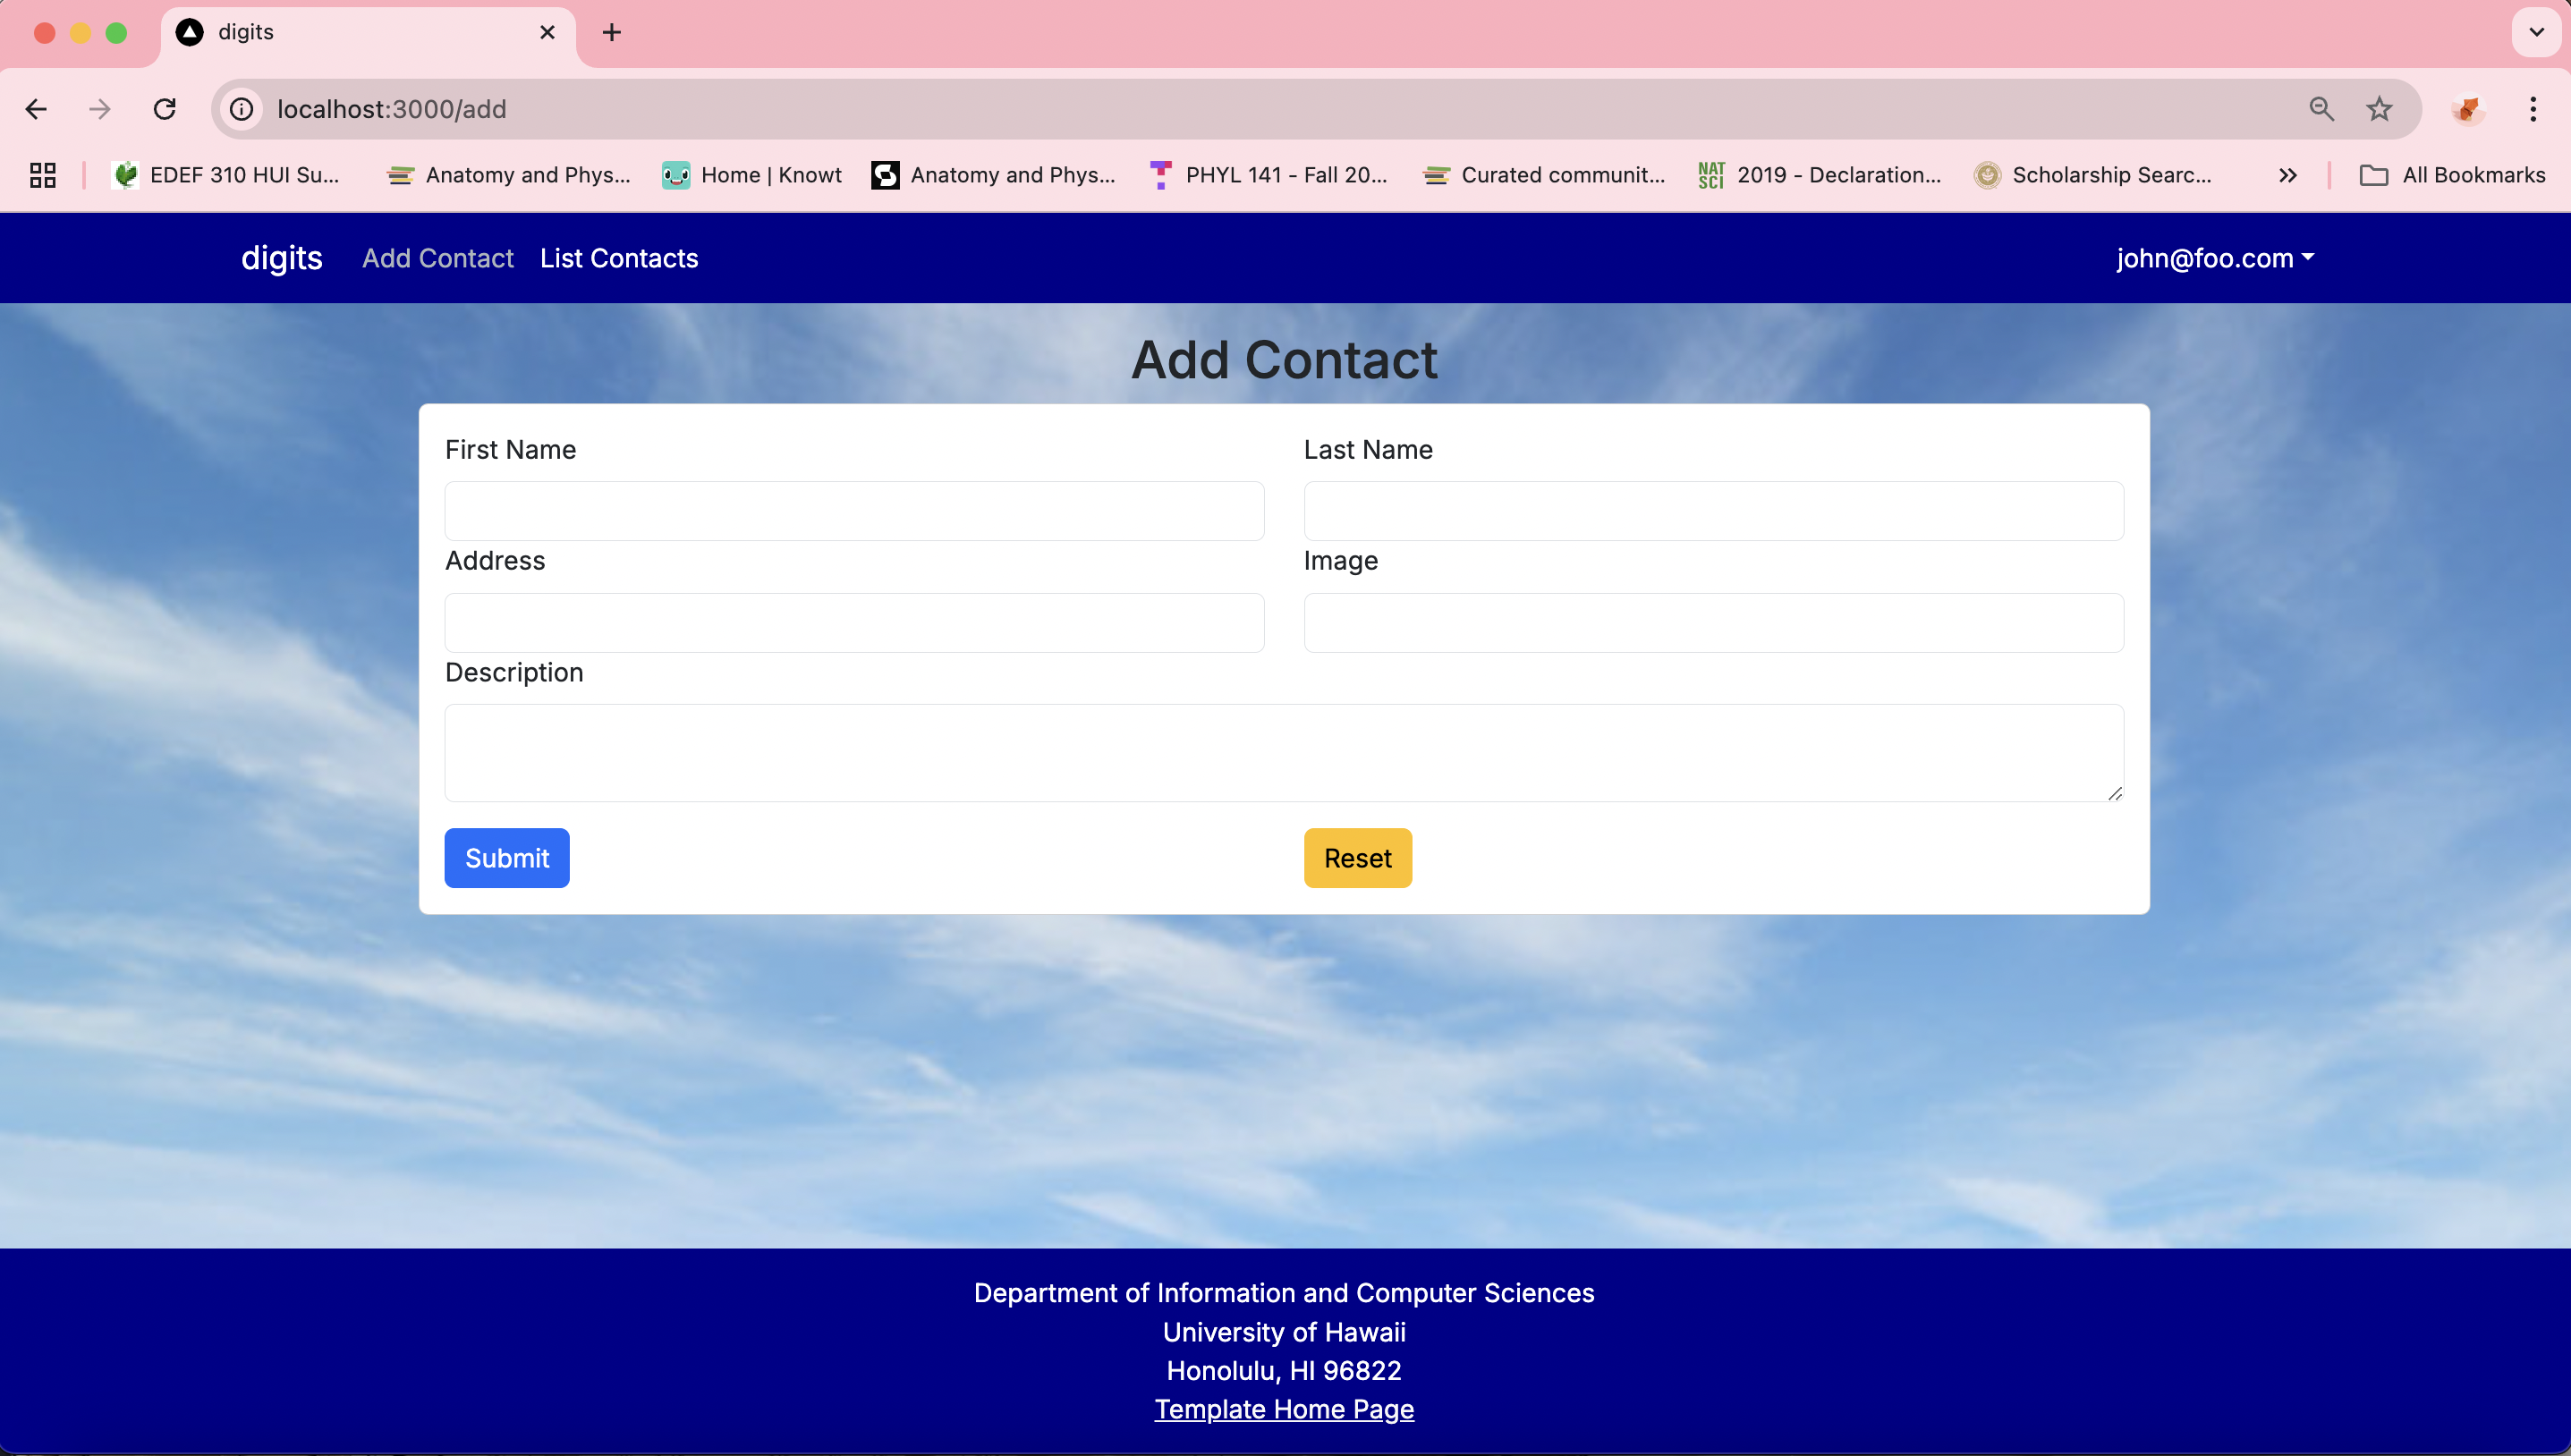 digits
localhost:3000/add
EDEF 310 HUI Su... Anatomy and Phys... Home | Knowt Anatomy and Phys... PHYL 141 - Fall 20... Curated communit... NAT SCI 2019 - Declaration... Scholarship Searc... All Bookmarks
digits Add Contact List Contacts john@foo.com
Add Contact
First Name Last Name
Address Image
Description
Submit Reset
Department of Information and Computer Sciences
University of Hawaii
Honolulu, HI 96822
Template Home Page